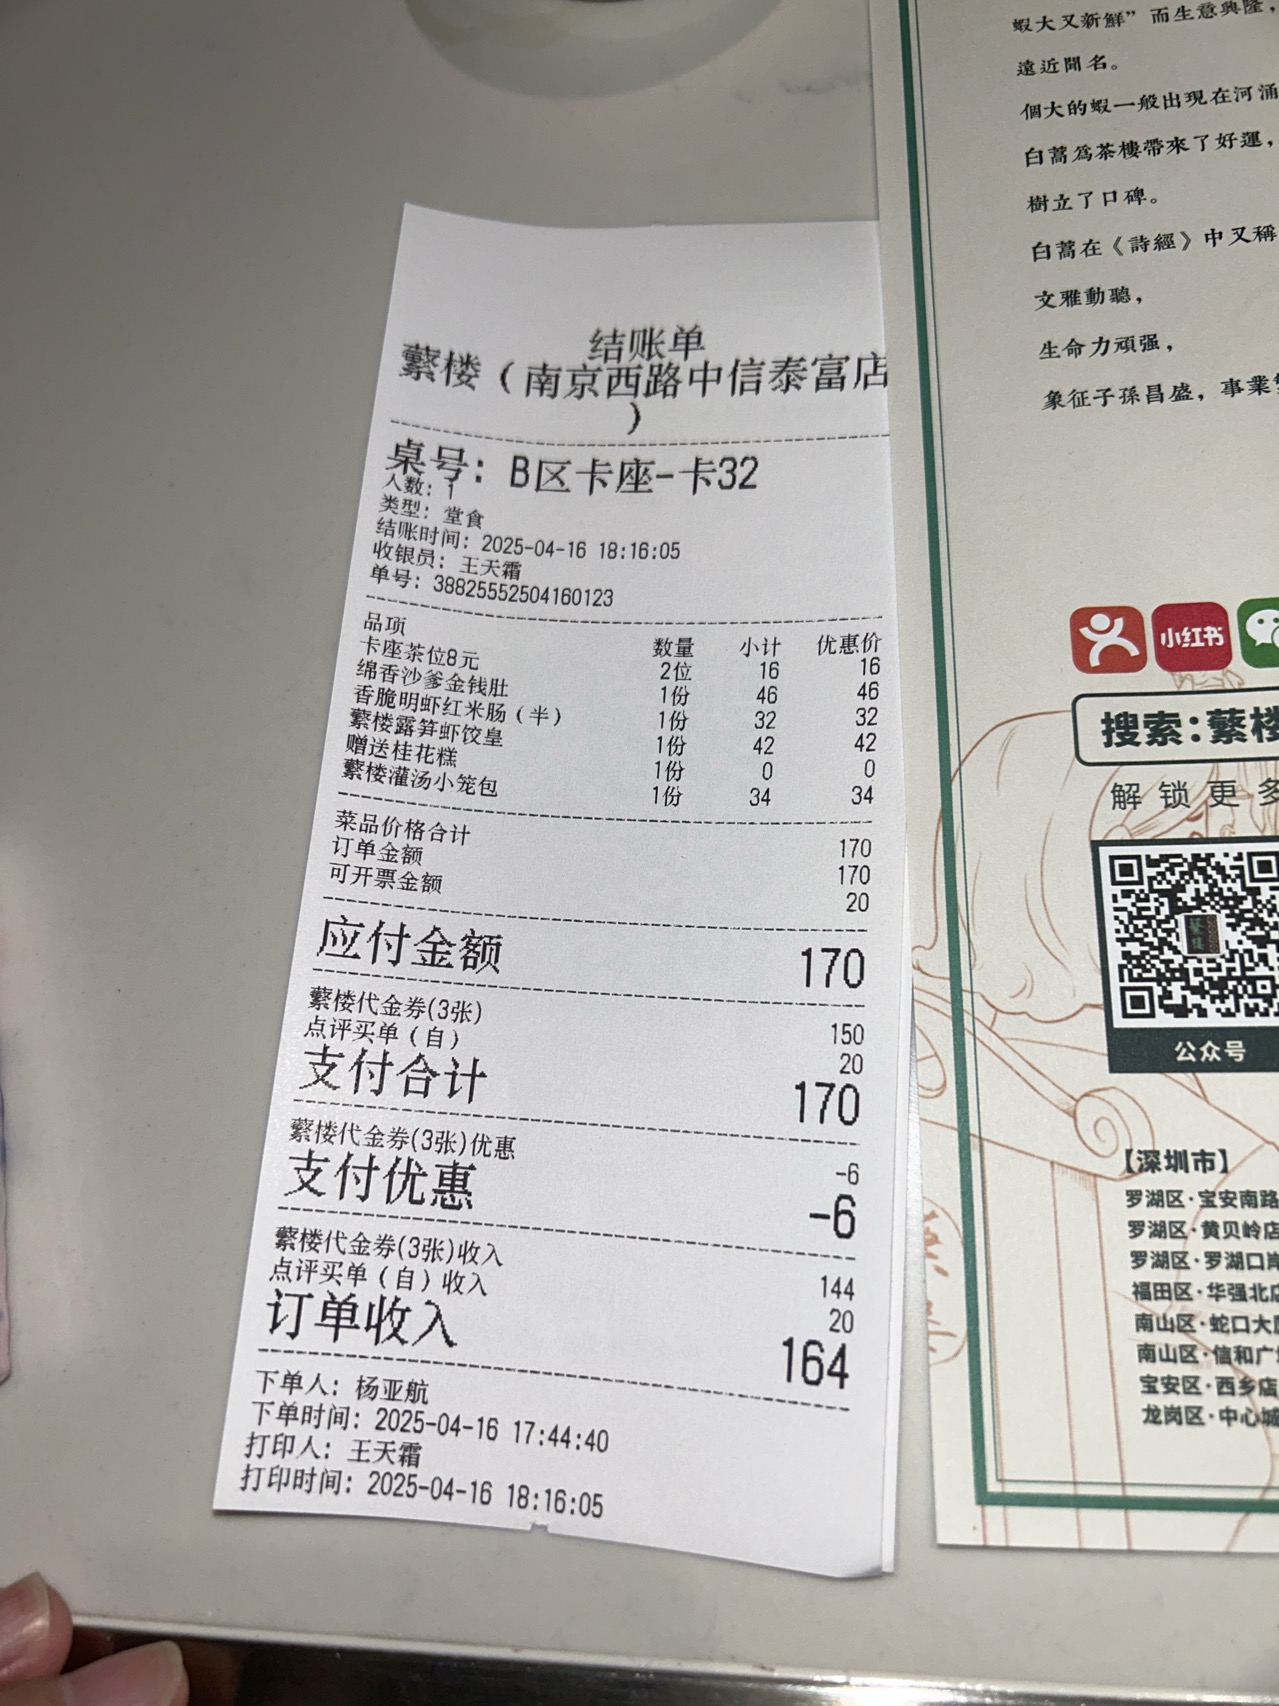 结账单
蘩楼（南京西路中信泰富店
）
桌号：B区卡座-卡32
人数：1
类型：堂食
结账时间：2025-04-16 18:16:05
收银员：王天霜
单号：38825552504160123
品项 数量 小计 优惠价
卡座茶位8元 2位 16 16
绵香沙爹金钱肚 1份 46 46
香脆明虾红米肠（半） 1份 32 32
蘩楼露笋虾饺皇 1份 42 42
赠送桂花糕 1份 0 0
蘩楼灌汤小笼包 1份 34 34
菜品价格合计 170
订单金额 170
可开票金额 20
应付金额 170
蘩楼代金券(3张) 150
点评买单（自） 20
支付合计 170
蘩楼代金券(3张)优惠 -6
支付优惠 -6
蘩楼代金券(3张)收入 144
点评买单（自）收入 20
订单收入 164
下单人：杨亚航
下单时间：2025-04-16 17:44:40
打印人：王天霜
打印时间：2025-04-16 18:16:05
蝦大又新鮮”而生意興隆，
遠近聞名。
個大的蝦一般出現在河涌
白蒿為茶樓帶來了好運，
樹立了口碑。
白蒿在《詩經》中又稱
文雅動聽，
生命力頑强，
象征子孫昌盛，事業
小红书
搜索：蘩楼
解锁更多
公众号
【深圳市】
罗湖区·宝安南路
罗湖区·黄贝岭店
罗湖区·罗湖口岸
福田区·华强北店
南山区·蛇口大
南山区·信和广
宝安区·西乡店
龙岗区·中心城